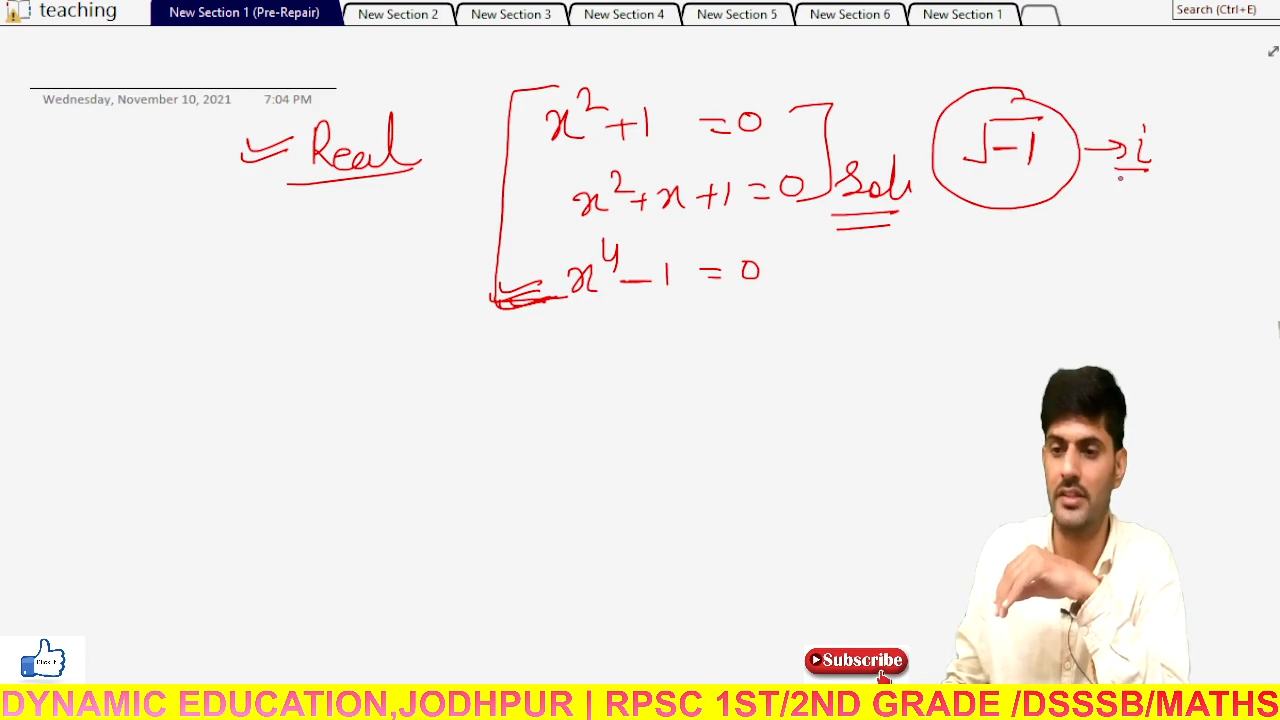 teaching
New Section 1 (Pre-Repair) New Section 2 New Section 3 New Section 4 New Section 5 New Section 6 New Section 1
Search (Ctrl+E)
Wednesday, November 10, 2021 7:04 PM
Real
x²+1 =0
x²+x+1=0
x⁴-1=0
Sol
√-1 → i
Subscribe
DYNAMIC EDUCATION,JODHPUR | RPSC 1ST/2ND GRADE /DSSSB/MATHS